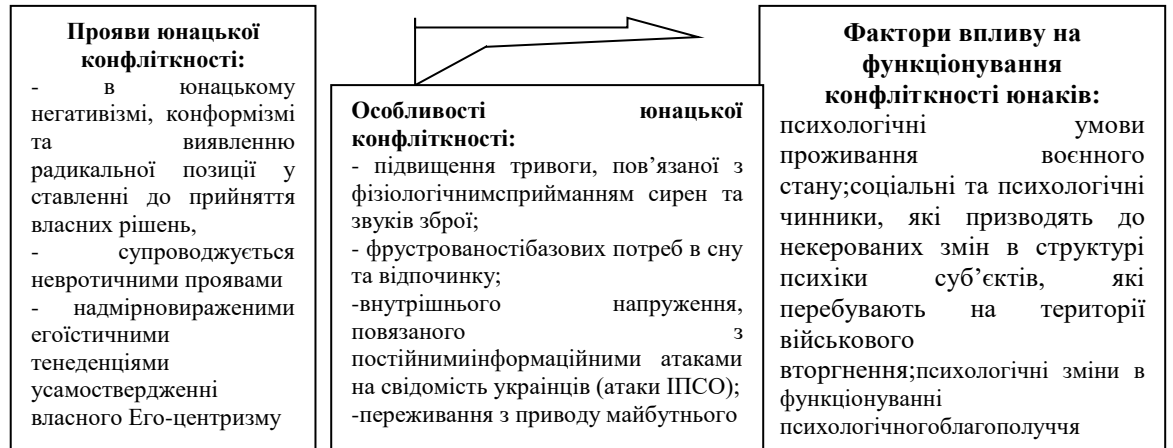 Прояви юнацької
конфліткності:
- в юнацькому
негативізмі, конформізмі
та виявленню
радикальної позиції у
ставленні до прийняття
власних рішень,
- супроводжується
невротичними проявами
- надмірновираженими
егоїстичними
тенеденціями
усамоствердженні
власного Его-центризму
Особливості юнацької
конфліткності:
- підвищення тривоги, пов’язаної з
фізіологічнимсприйманням сирен та
звуків зброї;
- фрустрованостібазових потреб в сну
та відпочинку;
-внутрішнього напруження,
повязаного з
постійнимиінформаційними атаками
на свідомість українців (атаки ІПСО);
-переживання з приводу майбутнього
Фактори впливу на
функціонування
конфліткності юнаків:
психологічні умови
проживання воєнного
стану;соціальні та психологічні
чинники, які призводять до
некерованих змін в структурі
психіки суб’єктів, які
перебувають на території
військового
вторгнення;психологічні зміни в
функціонуванні
психологічногоблагополуччя